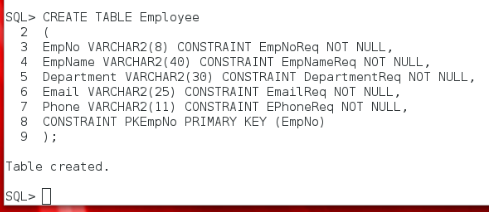 SQL> CREATE TABLE Employee
2 (
3 EmpNo VARCHAR2(8) CONSTRAINT EmpNoReq NOT NULL,
4 EmpName VARCHAR2(40) CONSTRAINT EmpNameReq NOT NULL,
5 Department VARCHAR2(30) CONSTRAINT DepartmentReq NOT NULL,
6 Email VARCHAR2(25) CONSTRAINT EmailReq NOT NULL,
7 Phone VARCHAR2(11) CONSTRAINT EPhoneReq NOT NULL,
8 CONSTRAINT PKEmpNo PRIMARY KEY (EmpNo)
9 );
Table created.
SQL>